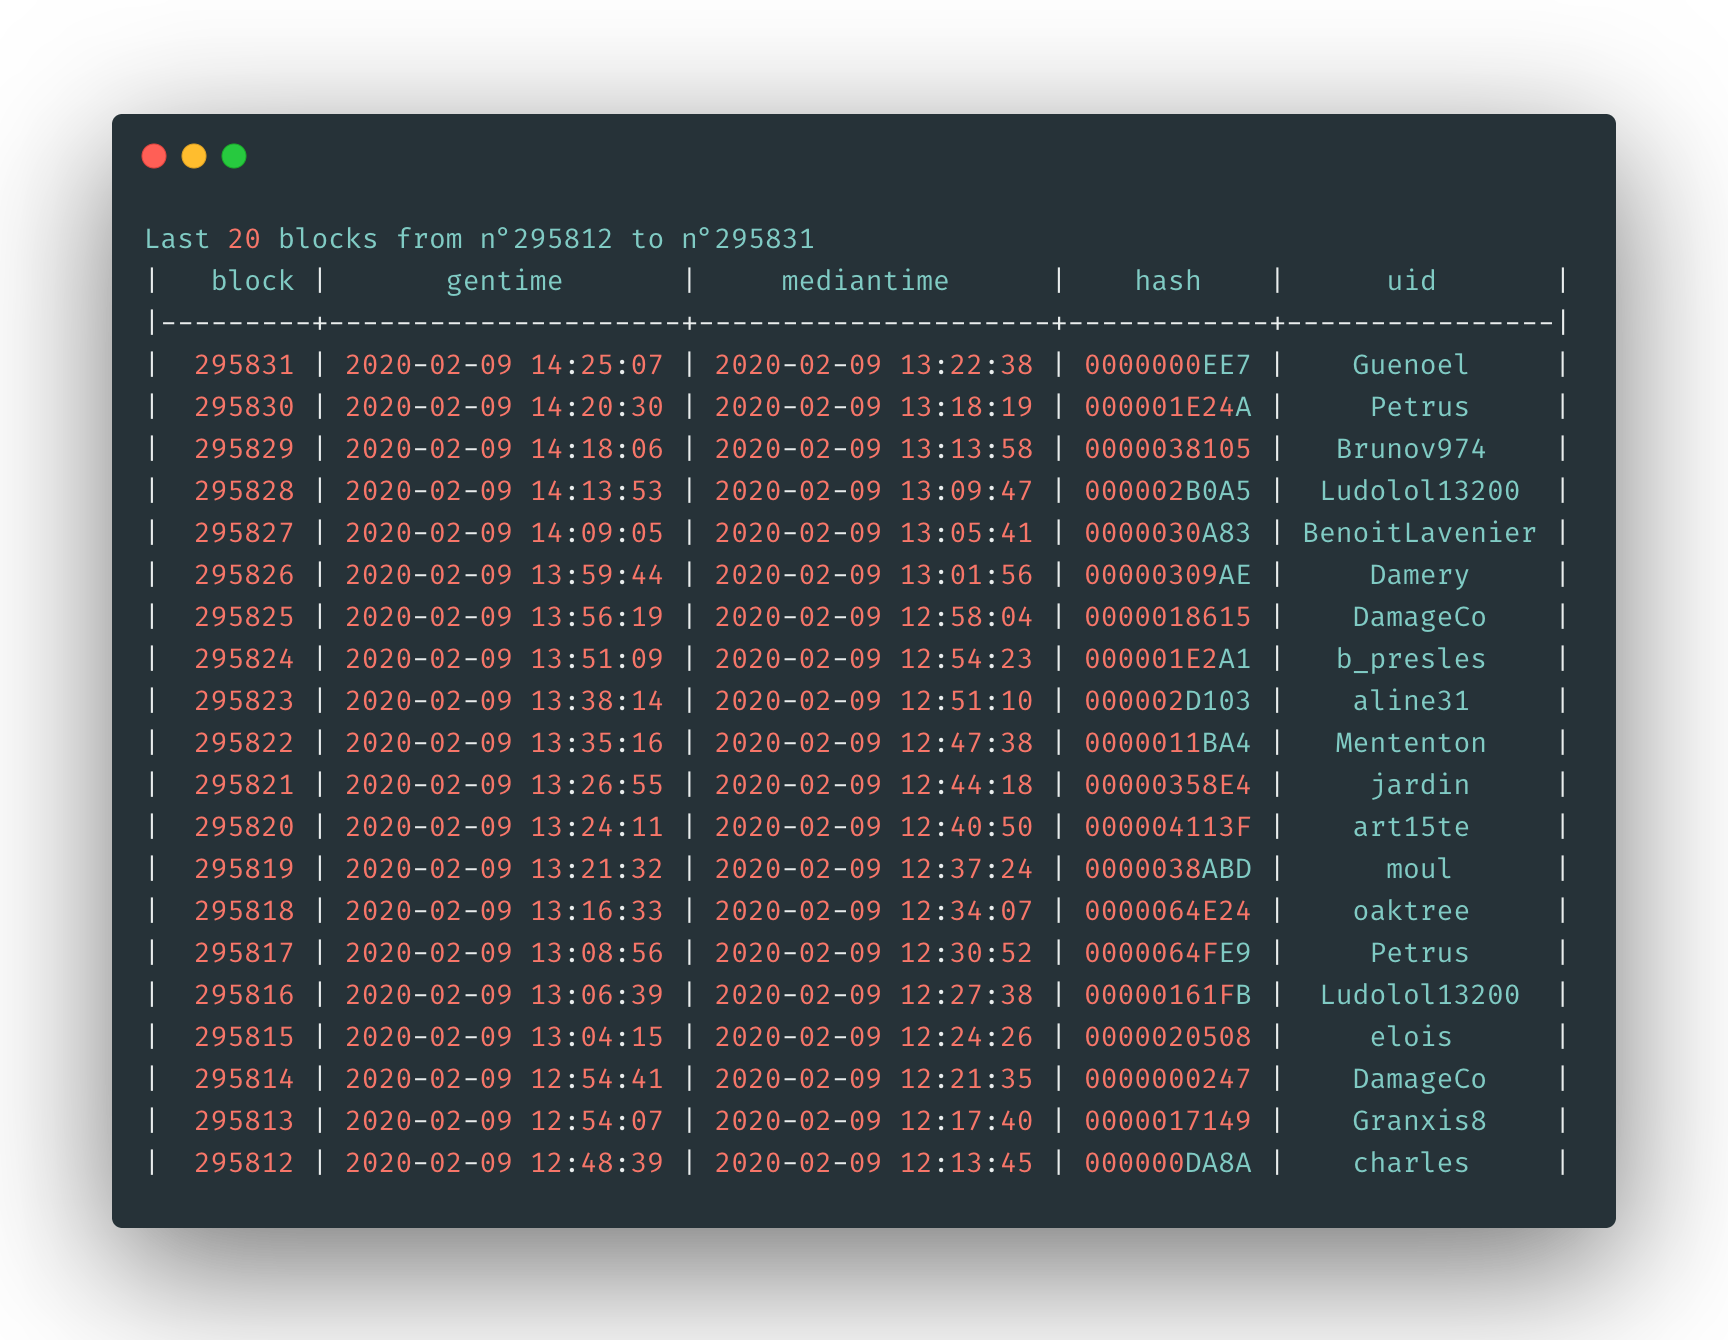 Last 20 blocks from n°295812 to n°295831
|   block |       gentime       |     mediantime      |    hash    |      uid       |
|---------+---------------------+---------------------+------------+----------------|
|  295831 | 2020-02-09 14:25:07 | 2020-02-09 13:22:38 | 0000000EE7 |    Guenoel     |
|  295830 | 2020-02-09 14:20:30 | 2020-02-09 13:18:19 | 000001E24A |     Petrus     |
|  295829 | 2020-02-09 14:18:06 | 2020-02-09 13:13:58 | 0000038105 |   Brunov974    |
|  295828 | 2020-02-09 14:13:53 | 2020-02-09 13:09:47 | 000002B0A5 |  Ludolol13200  |
|  295827 | 2020-02-09 14:09:05 | 2020-02-09 13:05:41 | 0000030A83 | BenoitLavenier |
|  295826 | 2020-02-09 13:59:44 | 2020-02-09 13:01:56 | 00000309AE |     Damery     |
|  295825 | 2020-02-09 13:56:19 | 2020-02-09 12:58:04 | 0000018615 |    DamageCo    |
|  295824 | 2020-02-09 13:51:09 | 2020-02-09 12:54:23 | 000001E2A1 |   b_presles    |
|  295823 | 2020-02-09 13:38:14 | 2020-02-09 12:51:10 | 000002D103 |    aline31     |
|  295822 | 2020-02-09 13:35:16 | 2020-02-09 12:47:38 | 0000011BA4 |   Mententon    |
|  295821 | 2020-02-09 13:26:55 | 2020-02-09 12:44:18 | 00000358E4 |     jardin     |
|  295820 | 2020-02-09 13:24:11 | 2020-02-09 12:40:50 | 000004113F |    art15te     |
|  295819 | 2020-02-09 13:21:32 | 2020-02-09 12:37:24 | 0000038ABD |      moul      |
|  295818 | 2020-02-09 13:16:33 | 2020-02-09 12:34:07 | 0000064E24 |    oaktree     |
|  295817 | 2020-02-09 13:08:56 | 2020-02-09 12:30:52 | 0000064FE9 |     Petrus     |
|  295816 | 2020-02-09 13:06:39 | 2020-02-09 12:27:38 | 00000161FB |  Ludolol13200  |
|  295815 | 2020-02-09 13:04:15 | 2020-02-09 12:24:26 | 0000020508 |     elois      |
|  295814 | 2020-02-09 12:54:41 | 2020-02-09 12:21:35 | 0000000247 |    DamageCo    |
|  295813 | 2020-02-09 12:54:07 | 2020-02-09 12:17:40 | 0000017149 |    Granxis8    |
|  295812 | 2020-02-09 12:48:39 | 2020-02-09 12:13:45 | 000000DA8A |    charles     |